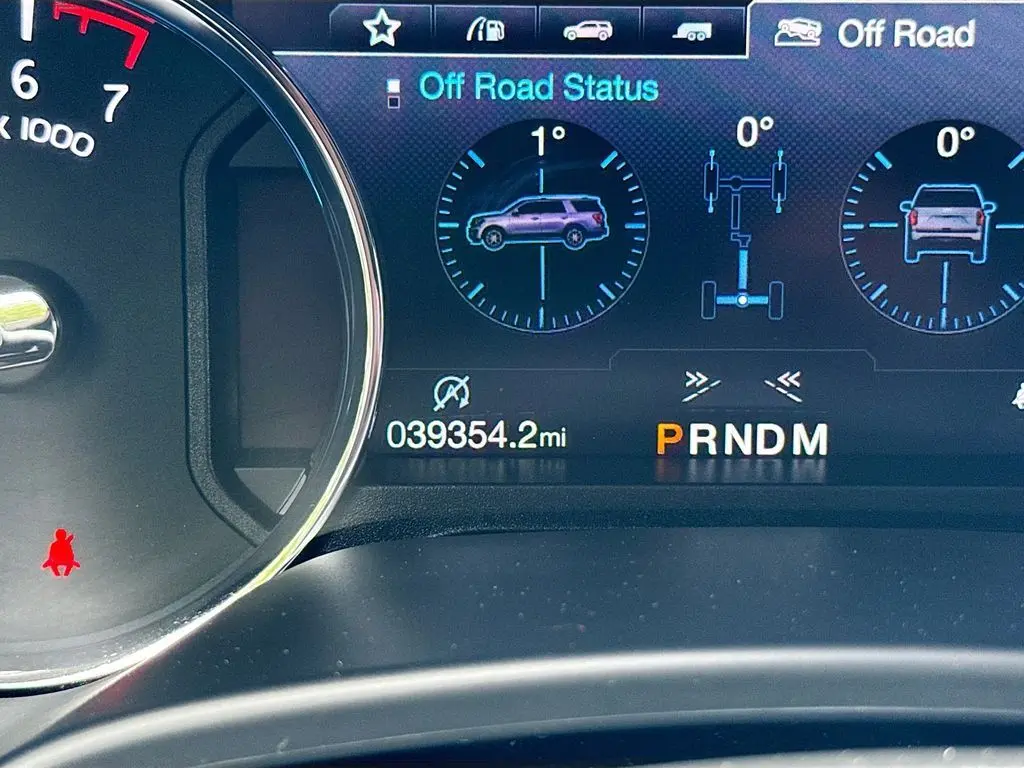 Off Road
Off Road Status
6
7
X 1000
1°
0°
0°
039354.2mi
PRNDM